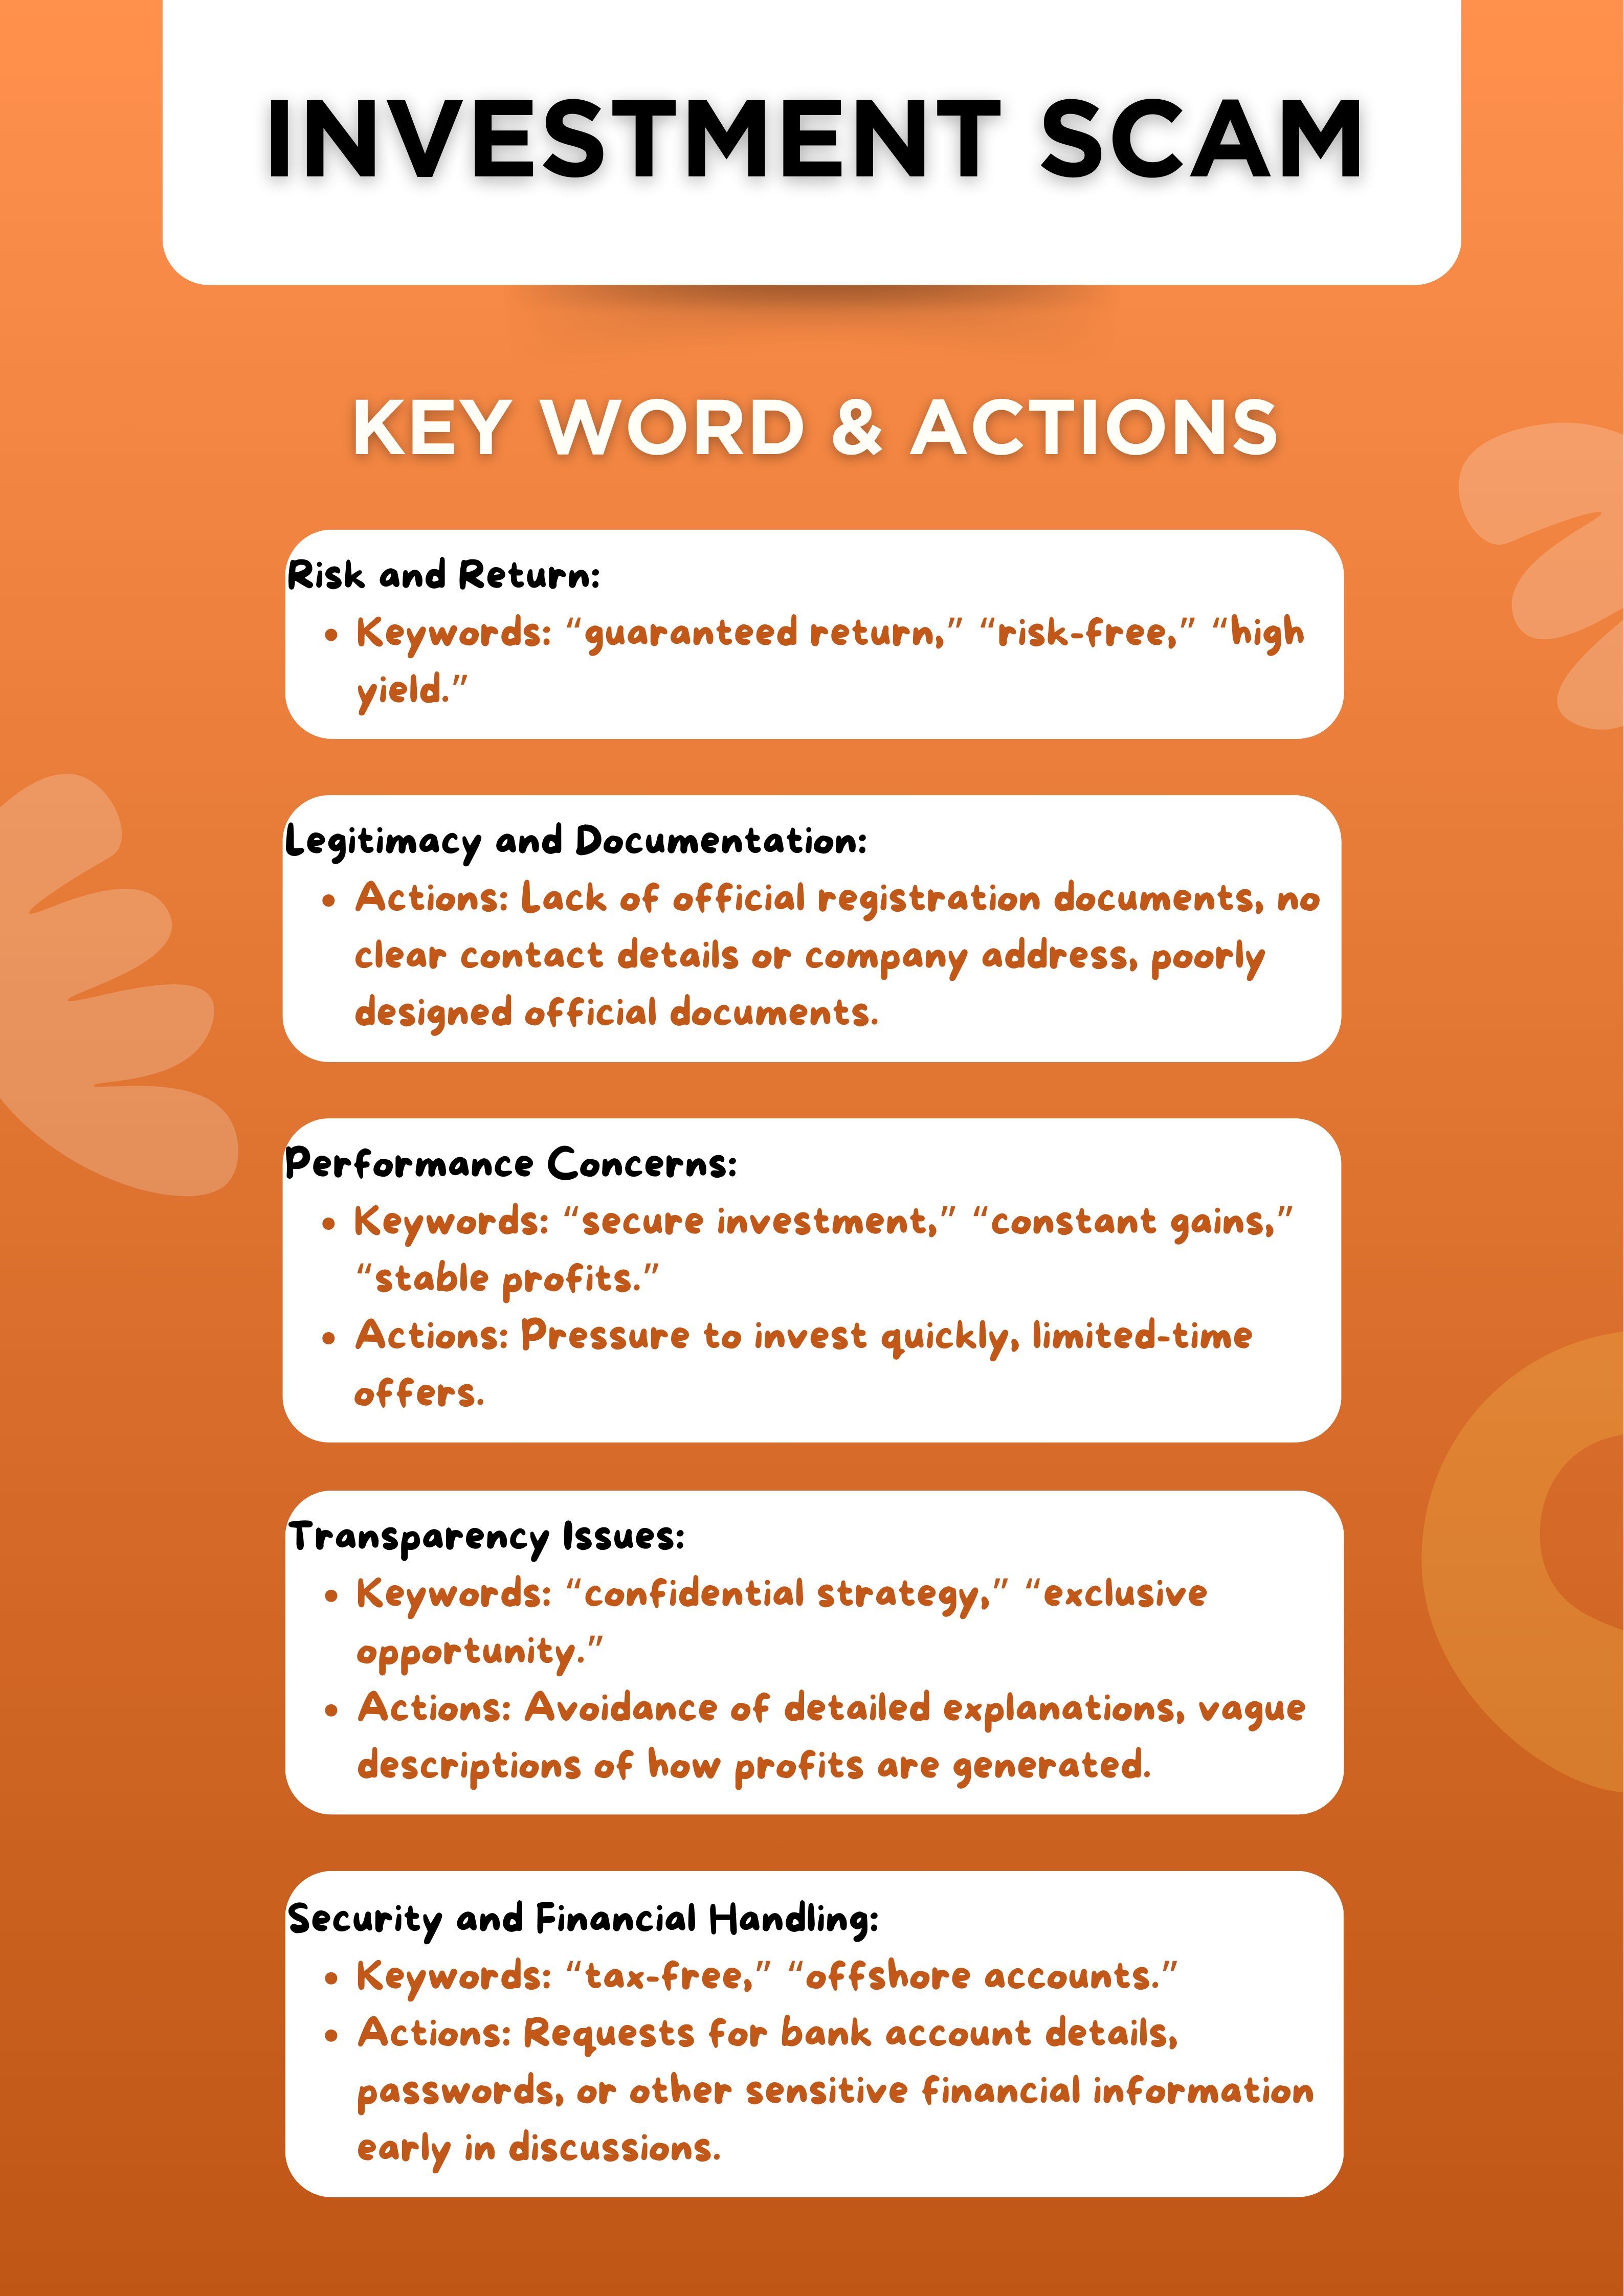 INVESTMENT SCAM
KEY WORD & ACTIONS
Risk and Return:
• Keywords: “guaranteed return,” “risk-free,” “high
yield.”
Legitimacy and Documentation:
• Actions: Lack of official registration documents, no
clear contact details or company address, poorly
designed official documents.
Performance Concerns:
• Keywords: “secure investment,” “constant gains,”
“stable profits.”
• Actions: Pressure to invest quickly, limited-time
offers.
Transparency Issues:
• Keywords: “confidential strategy,” “exclusive
opportunity.”
• Actions: Avoidance of detailed explanations, vague
descriptions of how profits are generated.
Security and Financial Handling:
• Keywords: “tax-free,” “offshore accounts.”
• Actions: Requests for bank account details,
passwords, or other sensitive financial information
early in discussions.